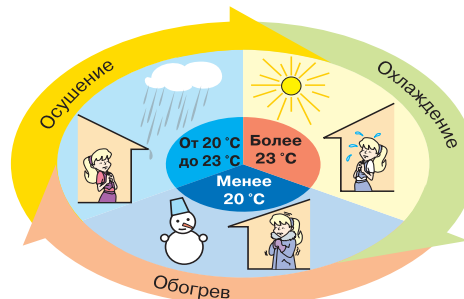 Осушение
Охлаждение
От 20 °C
до 23 °C
Более
23 °C
Менее
20 °C
Обогрев